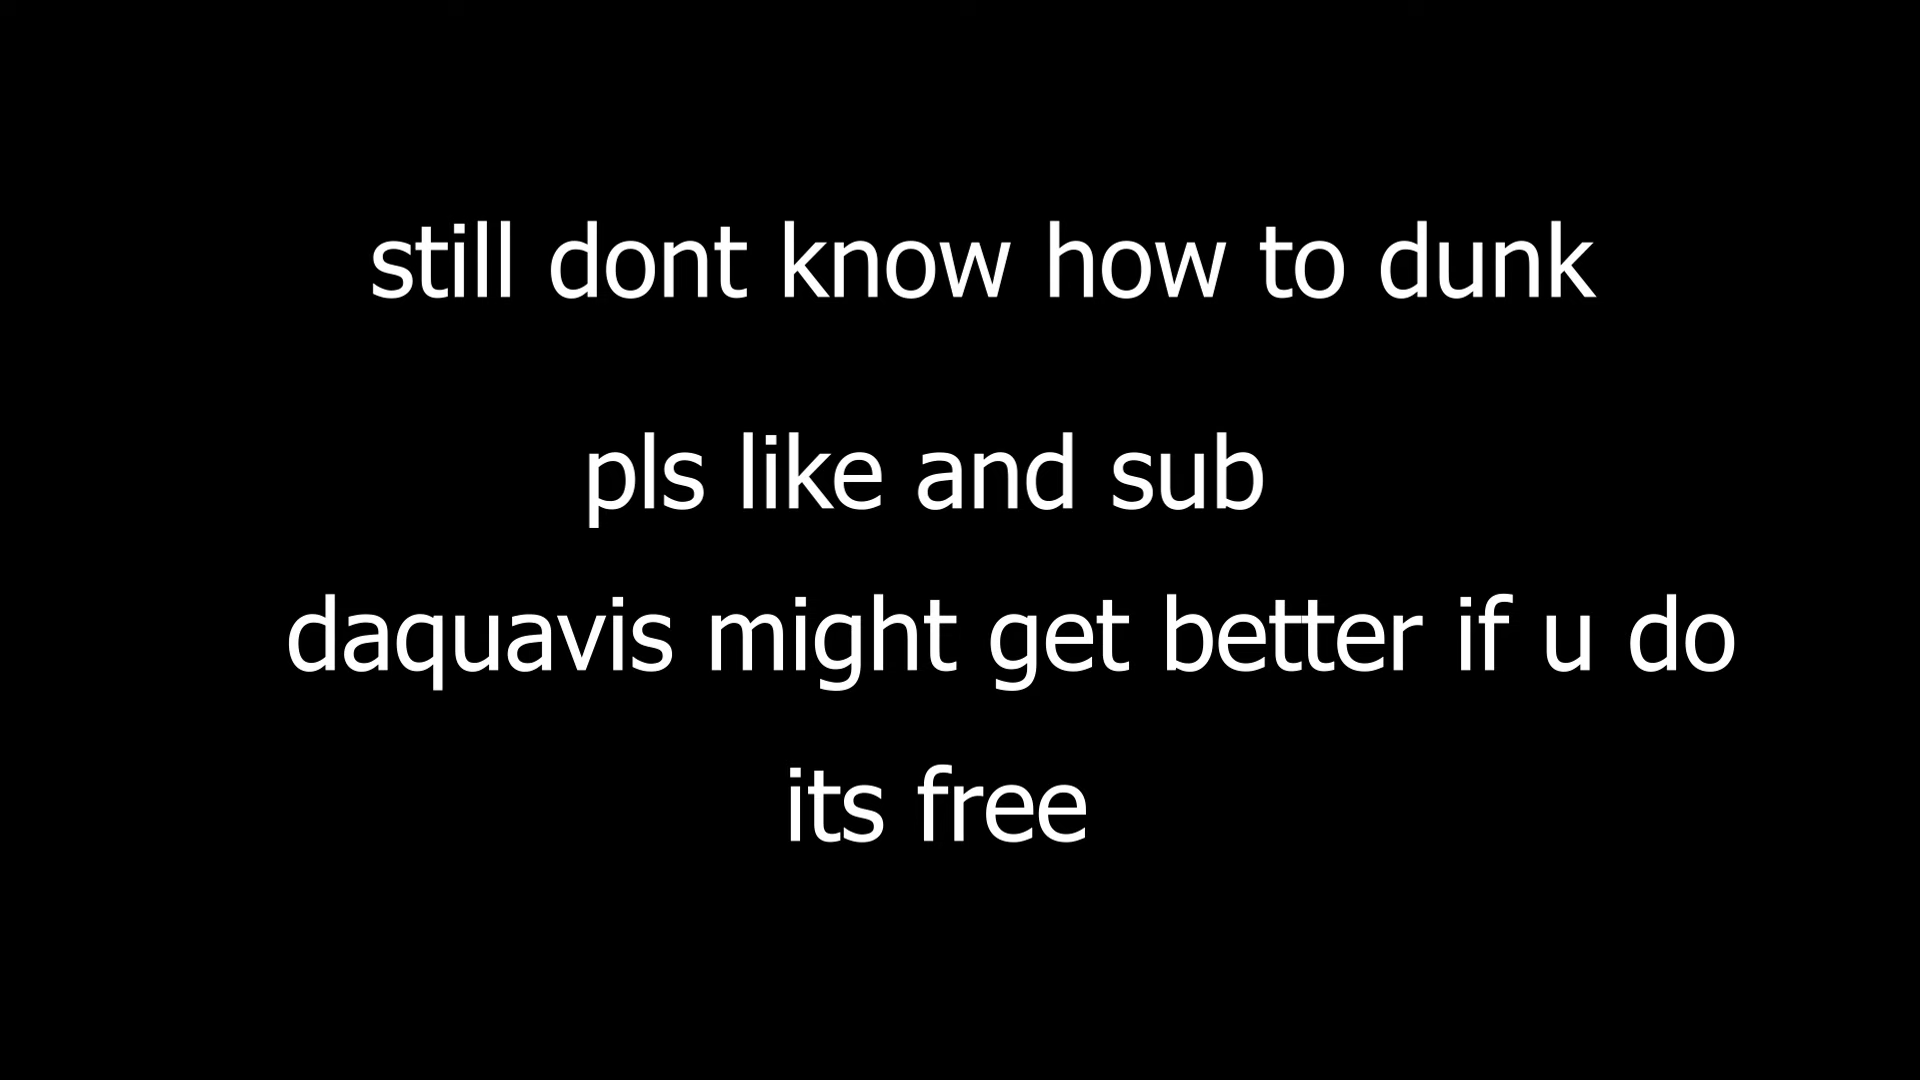 still dont know how to dunk
pls like and sub
daquavis might get better if u do
its free